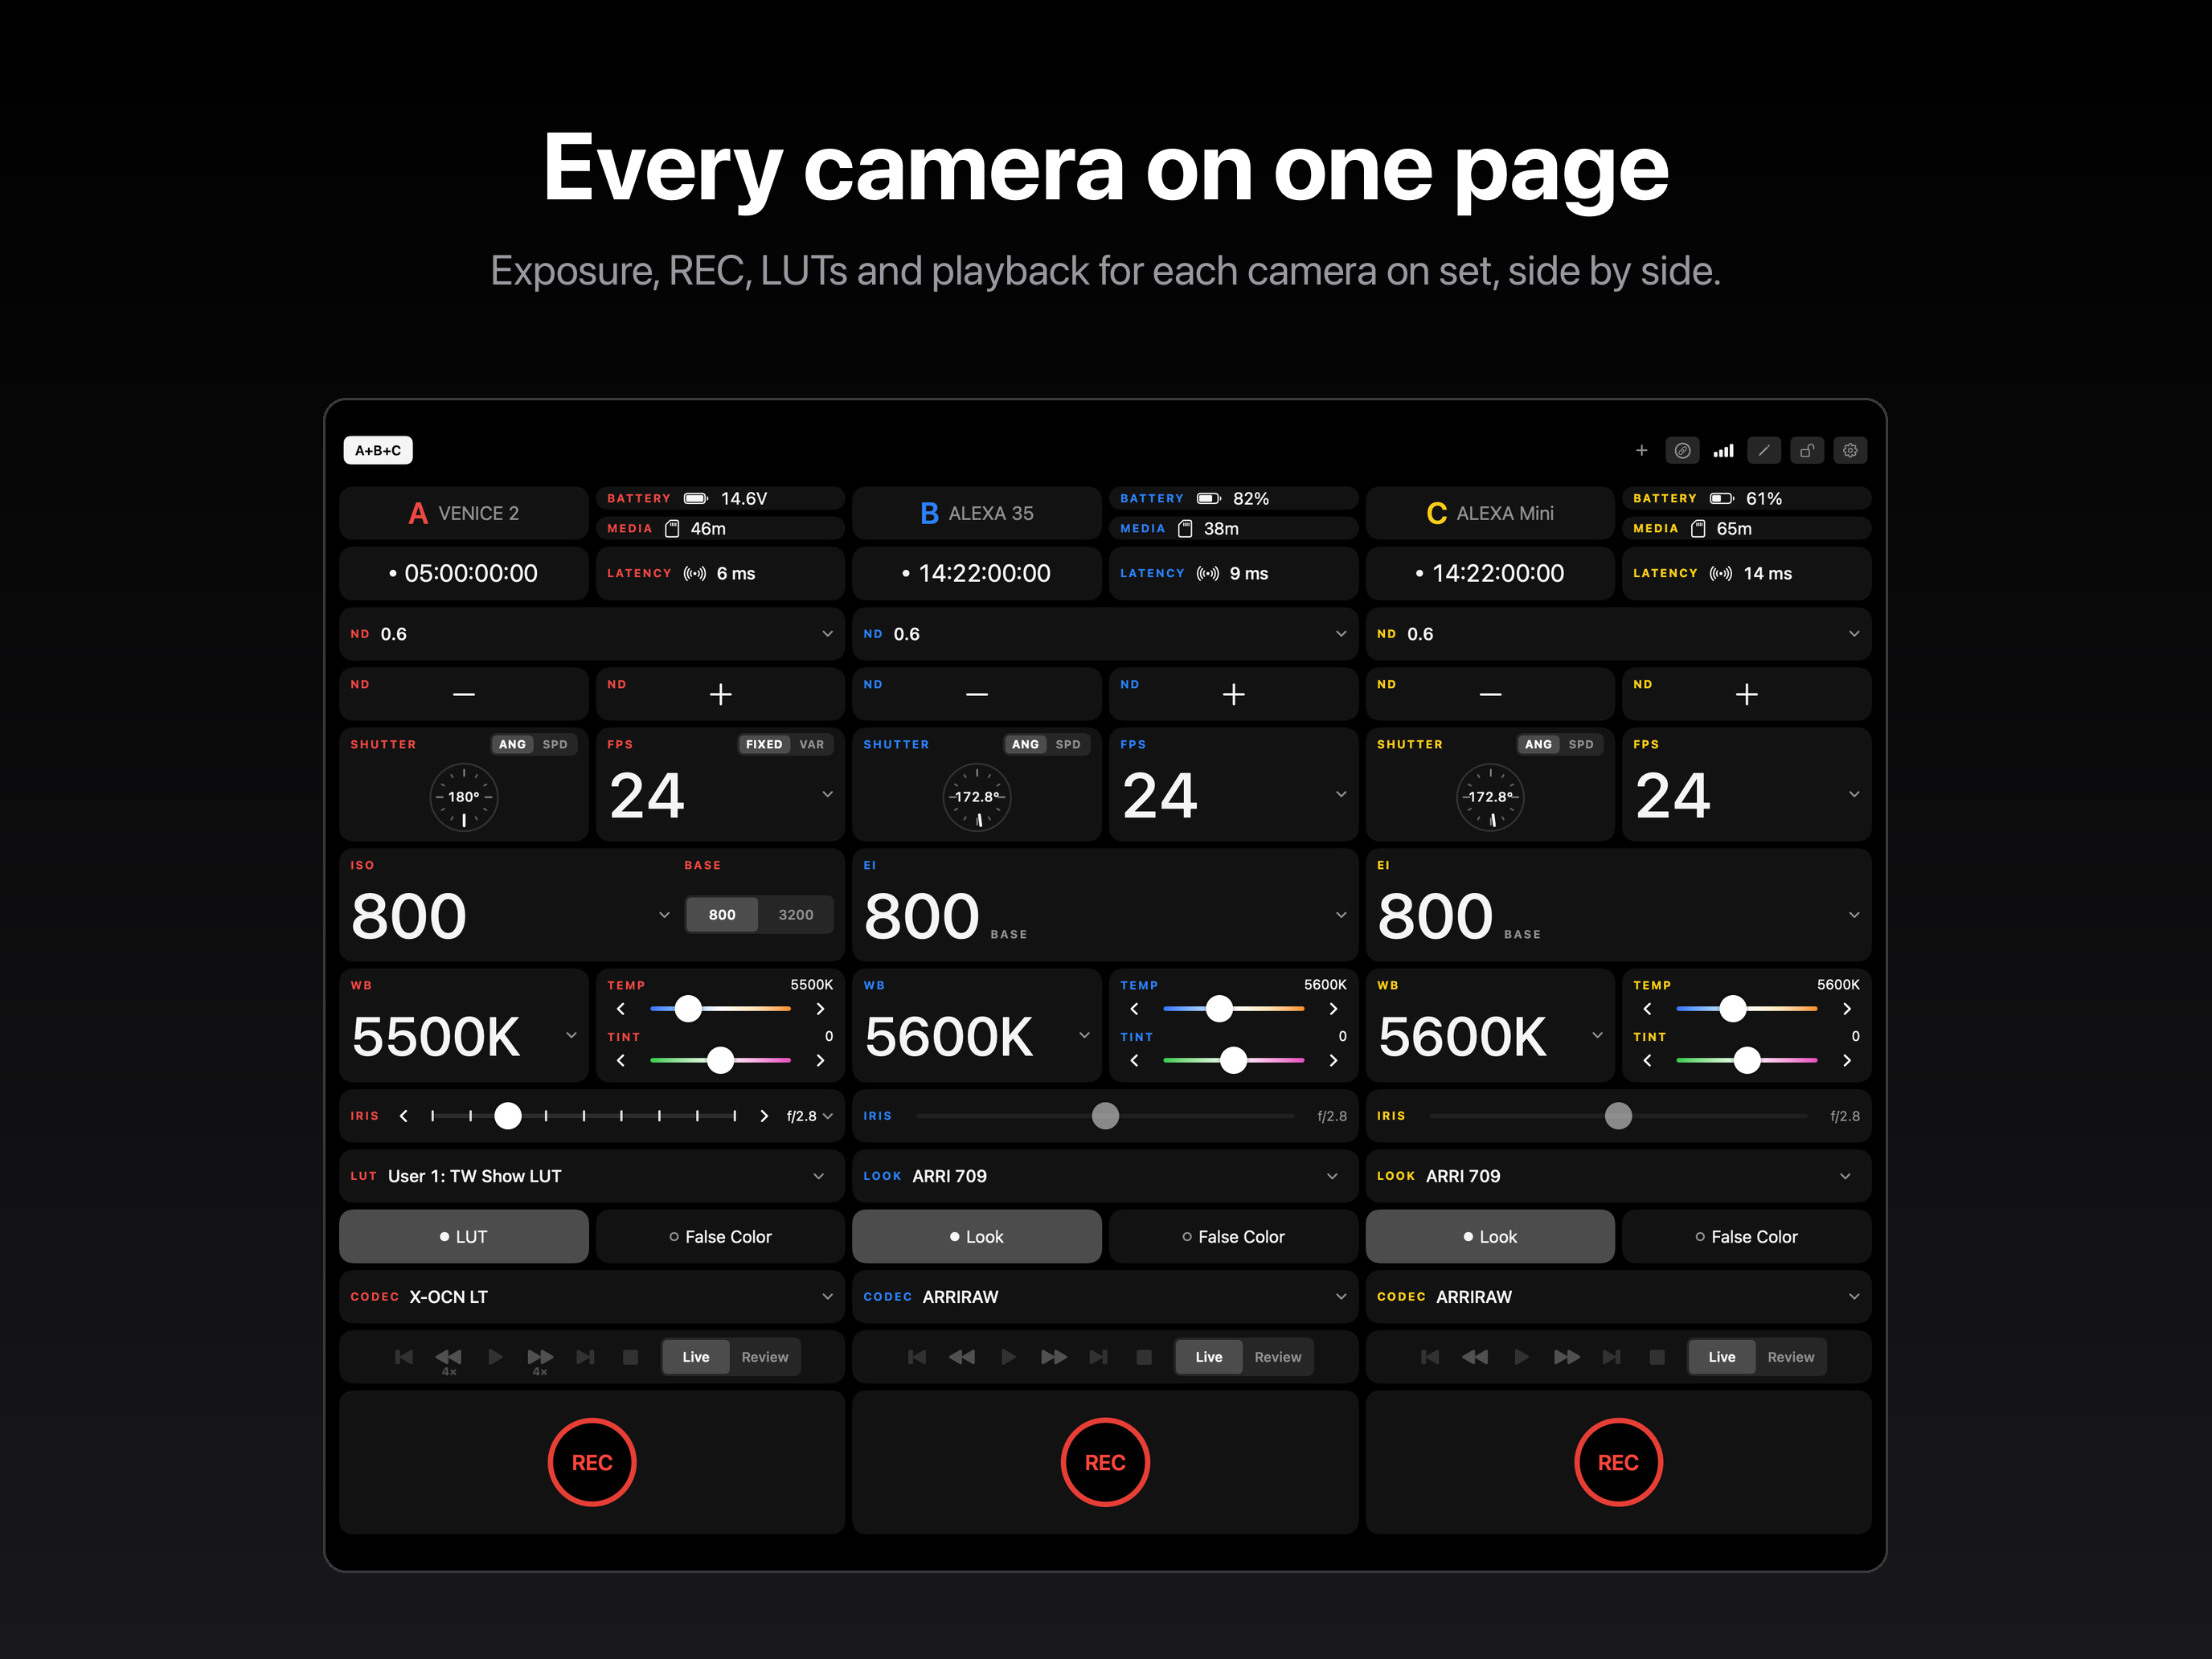 Every camera on one page
Exposure, REC, LUTs and playback for each camera on set, side by side.
A+B+C
A VENICE 2 BATTERY 14.6V B ALEXA 35 BATTERY 82% C ALEXA Mini BATTERY 61%
MEDIA 46m MEDIA 38m MEDIA 65m
05:00:00:00 LATENCY 6 ms 14:22:00:00 LATENCY 9 ms 14:22:00:00 LATENCY 14 ms
ND 0.6 ND 0.6 ND 0.6
ND — ND + ND — ND + ND — ND +
SHUTTER ANG SPD FPS FIXED VAR SHUTTER ANG SPD FPS SHUTTER ANG SPD FPS
180° 24 172.8° 24 172.8° 24
ISO BASE EI EI
800 800 3200 800 BASE 800 BASE
WB TEMP 5500K WB TEMP 5600K WB TEMP 5600K
5500K TINT 0 5600K TINT 0 5600K TINT 0
IRIS f/2.8 IRIS f/2.8 IRIS f/2.8
LUT User 1: TW Show LUT LOOK ARRI 709 LOOK ARRI 709
LUT False Color Look False Color Look False Color
CODEC X-OCN LT CODEC ARRIRAW CODEC ARRIRAW
4x 4x Live Review Live Review Live Review
REC REC REC